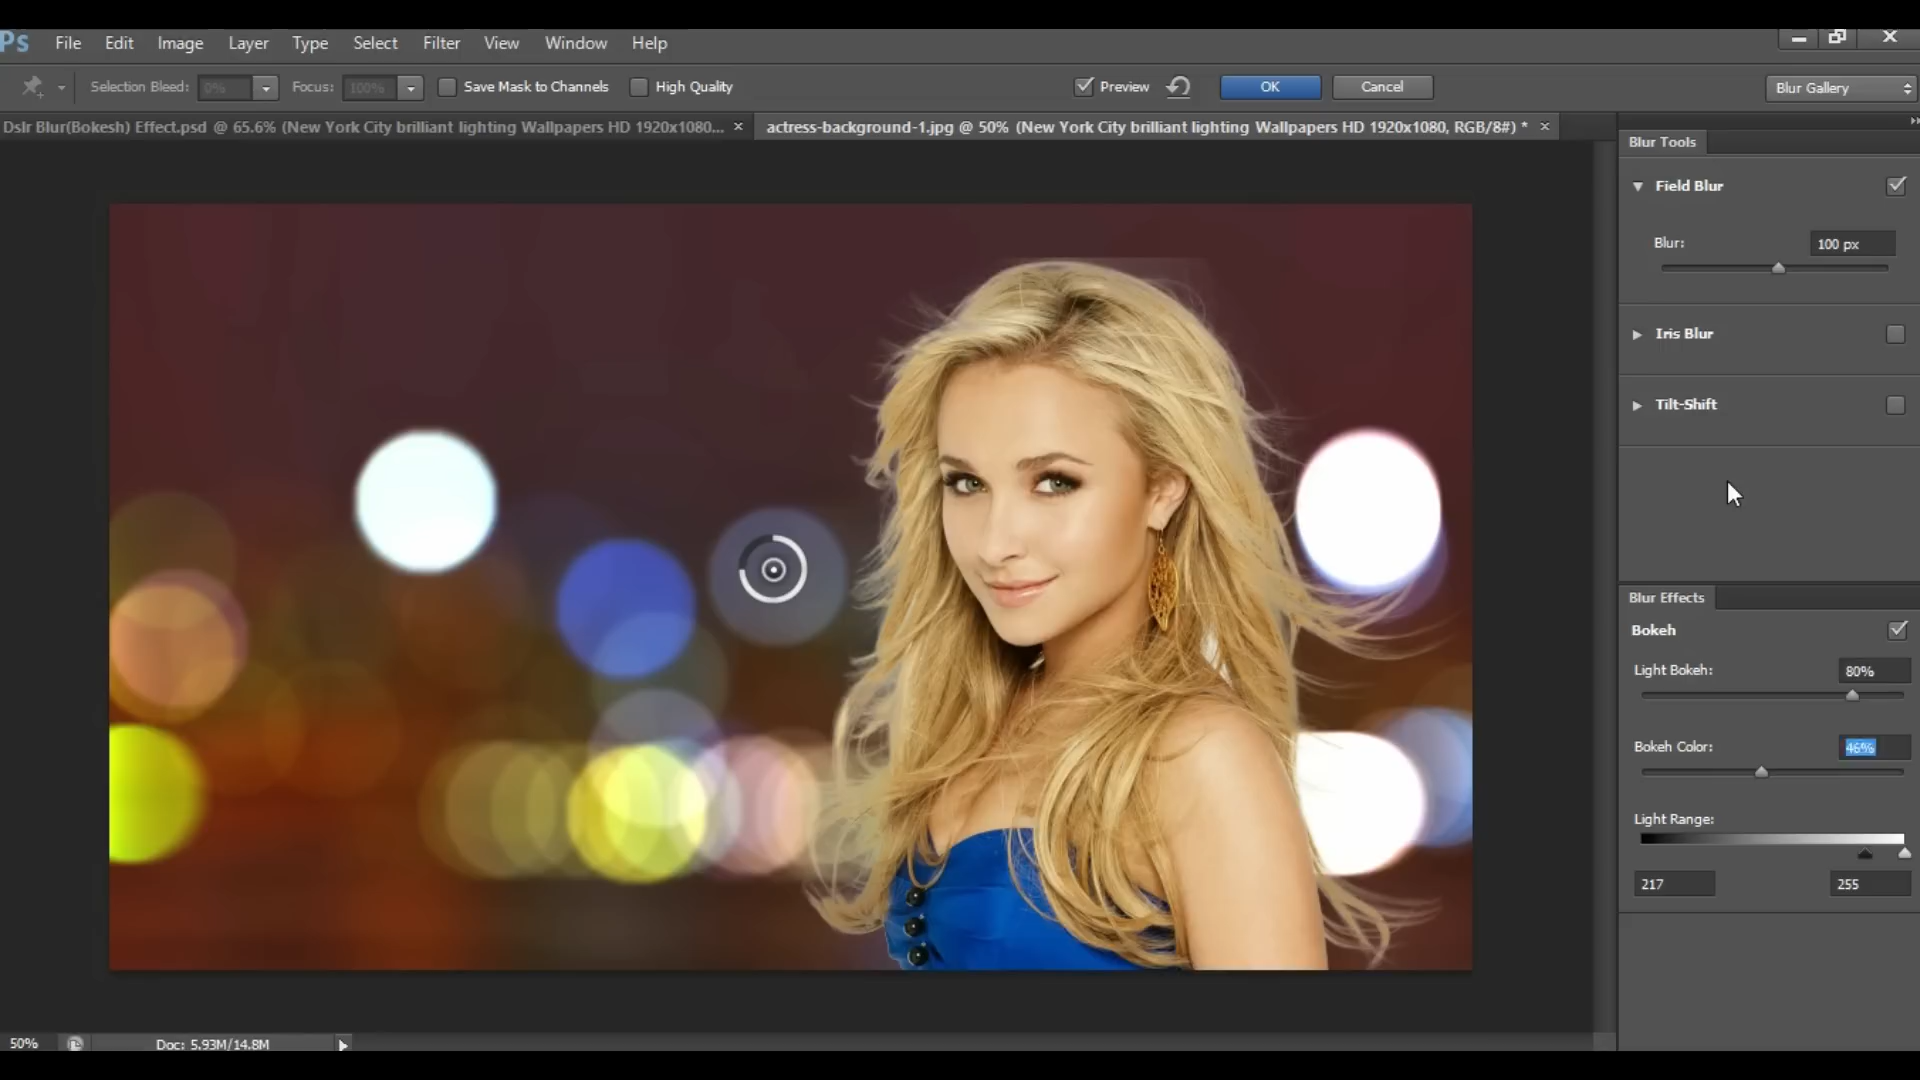 Ps File Edit Image Layer Type Select Filter View Window Help
Selection Bleed: 0% Focus: 100% Save Mask to Channels High Quality Preview OK Cancel Blur Gallery
Dslr Blur(Bokesh) Effect.psd @ 65.6% (New York City brilliant lighting Wallpapers HD 1920x1080... × actress-background-1.jpg @ 50% (New York City brilliant lighting Wallpapers HD 1920x1080, RGB/8#) * ×
Blur Tools
Field Blur
Blur: 100 px
Iris Blur
Tilt-Shift
Blur Effects
Bokeh
Light Bokeh: 80%
Bokeh Color: 46%
Light Range:
217 255
50% Doc: 5.93M/14.8M